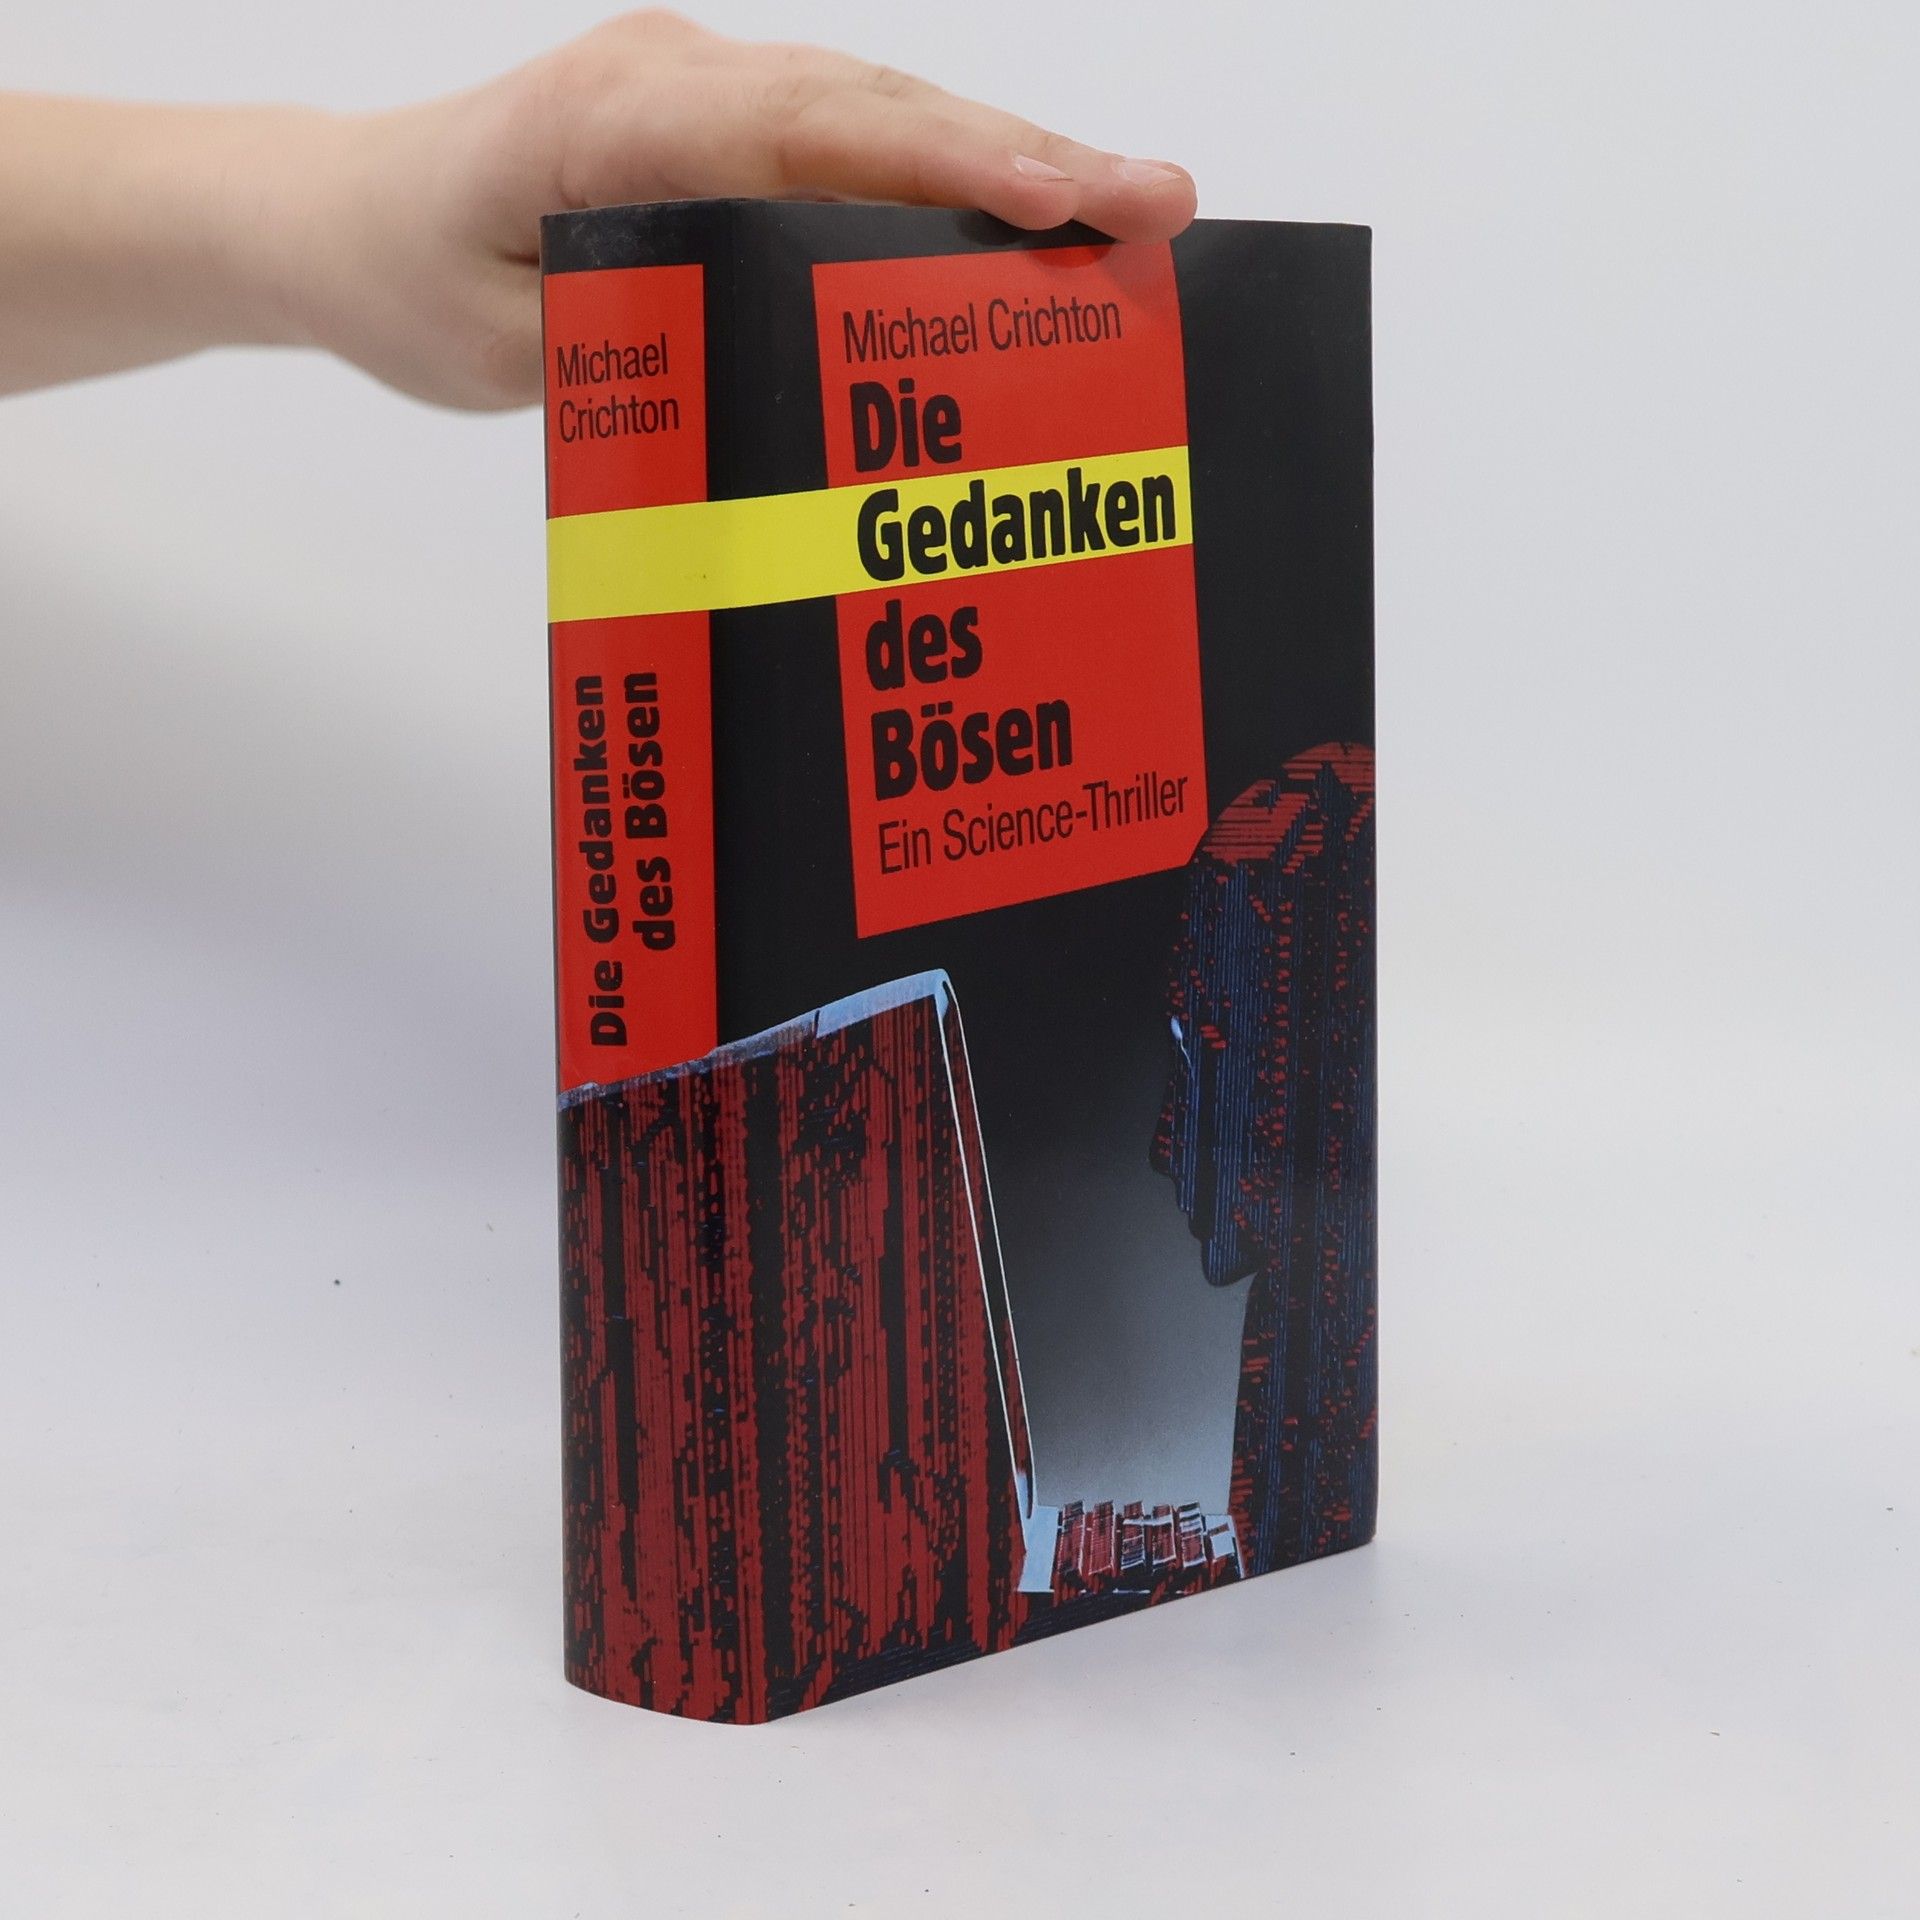 Michael
Crichton
Die Gedanken
des Bösen
Michael Crichton
Die
Gedanken
des
Bösen
Ein Science-Thriller